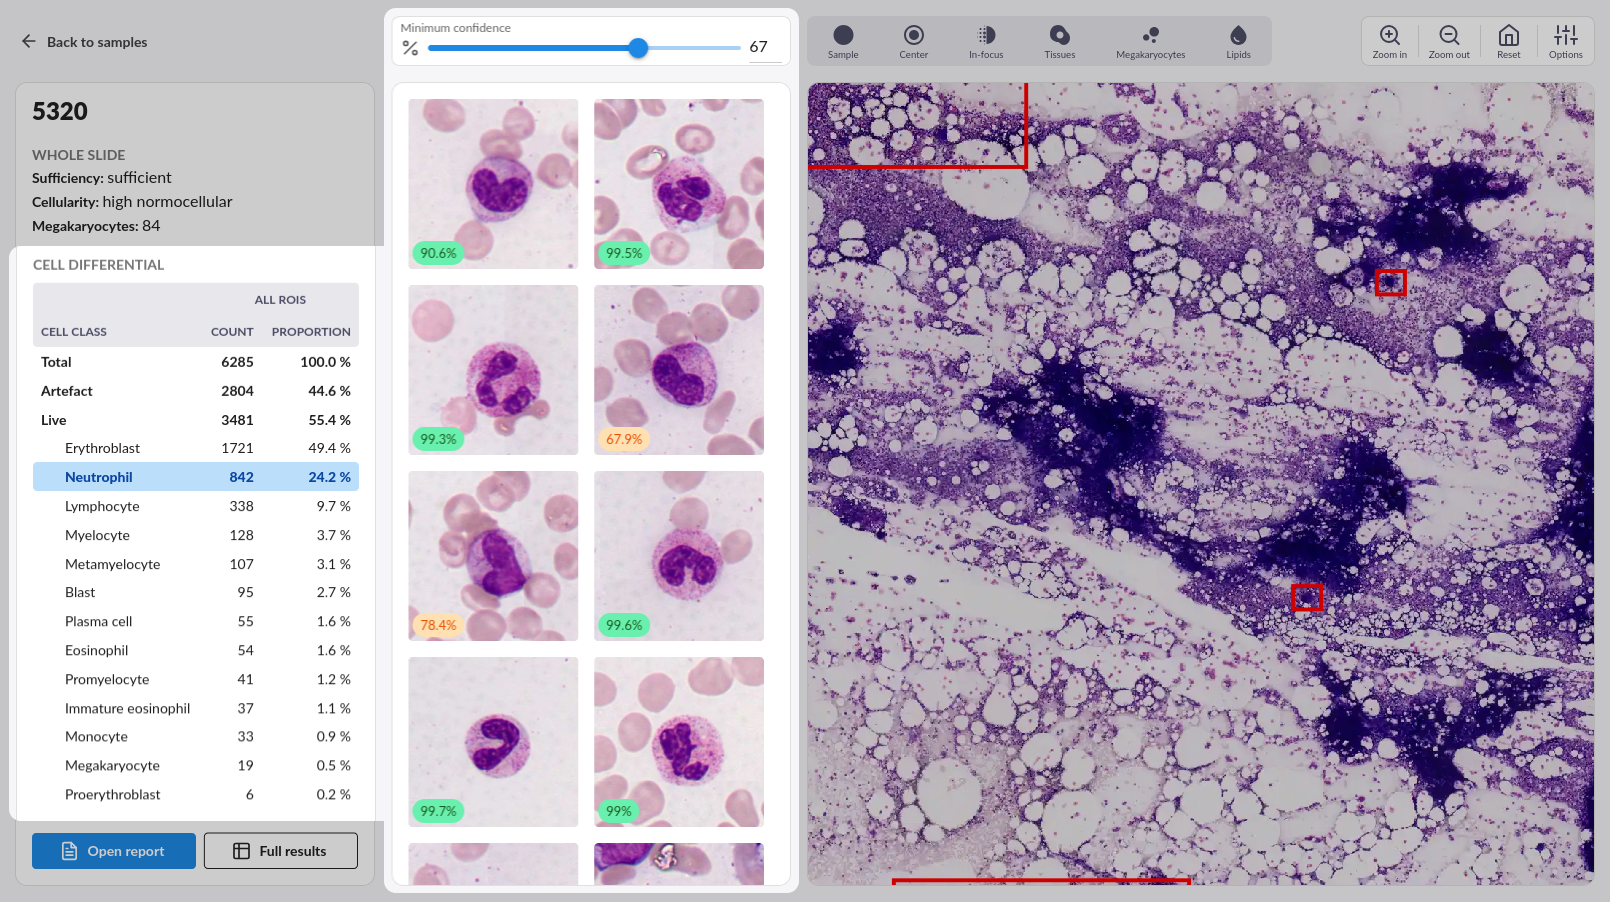 Back to samples
5320
WHOLE SLIDE
Sufficiency: sufficient
Cellularity: high normocellular
Megakaryocytes: 84
CELL DIFFERENTIAL
ALL ROIS
CELL CLASS COUNT PROPORTION
Total 6285 100.0 %
Artefact 2804 44.6 %
Live 3481 55.4 %
Erythroblast 1721 49.4 %
Neutrophil 842 24.2 %
Lymphocyte 338 9.7 %
Myelocyte 128 3.7 %
Metamyelocyte 107 3.1 %
Blast 95 2.7 %
Plasma cell 55 1.6 %
Eosinophil 54 1.6 %
Promyelocyte 41 1.2 %
Immature eosinophil 37 1.1 %
Monocyte 33 0.9 %
Megakaryocyte 19 0.5 %
Proerythroblast 6 0.2 %
Open report Full results
Minimum confidence
% 67
90.6% 99.5%
99.3% 67.9%
78.4% 99.6%
99.7% 99%
Sample Center In-focus Tissues Megakaryocytes Lipids
Zoom in Zoom out Reset Options